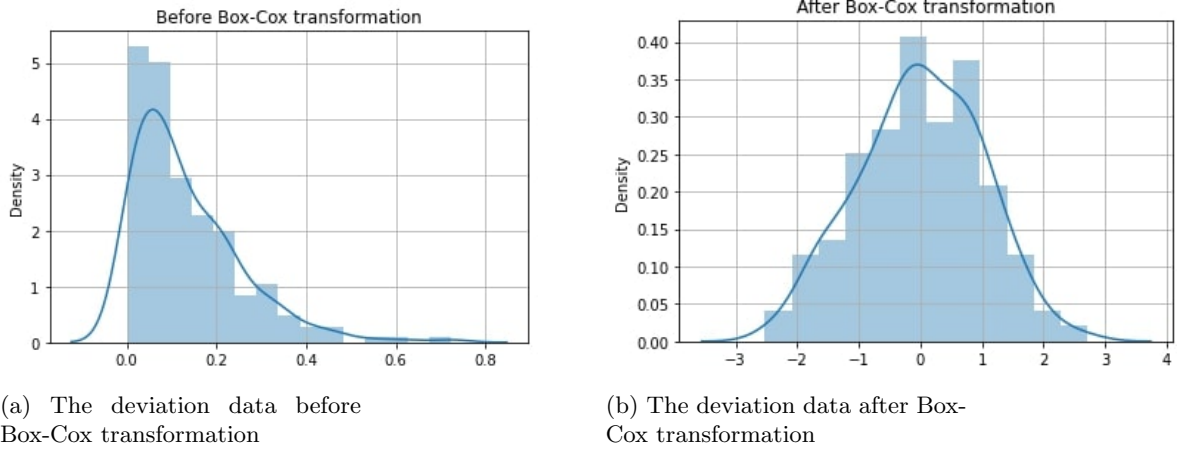 Before Box-Cox transformation
Density
5
4
3
2
1
0
0.0 0.2 0.4 0.6 0.8
(a) The deviation data before
Box-Cox transformation
After Box-Cox transformation
Density
0.40
0.35
0.30
0.25
0.20
0.15
0.10
0.05
0.00
−3 −2 −1 0 1 2 3 4
(b) The deviation data after Box-
Cox transformation